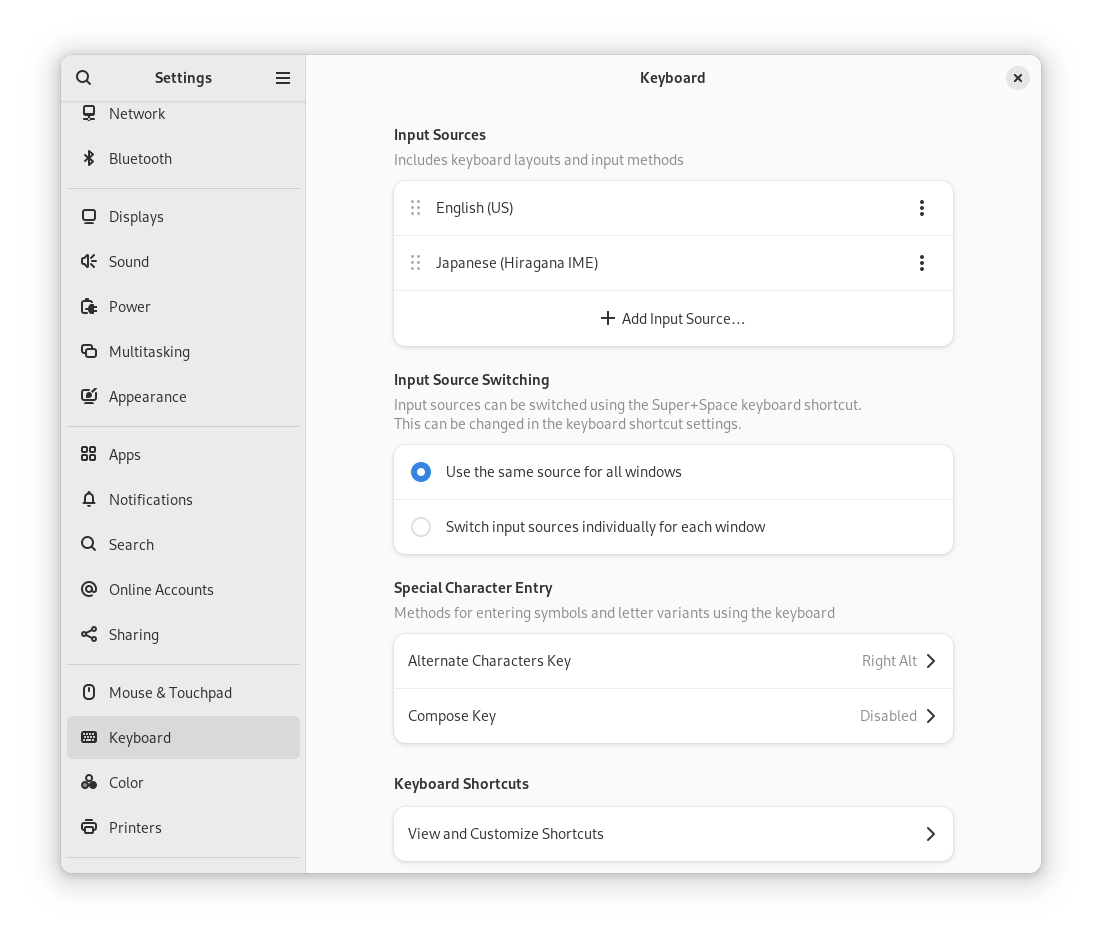 Settings
Network
Bluetooth
Displays
Sound
Power
Multitasking
Appearance
Apps
Notifications
Search
Online Accounts
Sharing
Mouse & Touchpad
Keyboard
Color
Printers
Keyboard
Input Sources
Includes keyboard layouts and input methods
English (US)
Japanese (Hiragana IME)
Add Input Source…
Input Source Switching
Input sources can be switched using the Super+Space keyboard shortcut.
This can be changed in the keyboard shortcut settings.
Use the same source for all windows
Switch input sources individually for each window
Special Character Entry
Methods for entering symbols and letter variants using the keyboard
Alternate Characters Key Right Alt
Compose Key Disabled
Keyboard Shortcuts
View and Customize Shortcuts